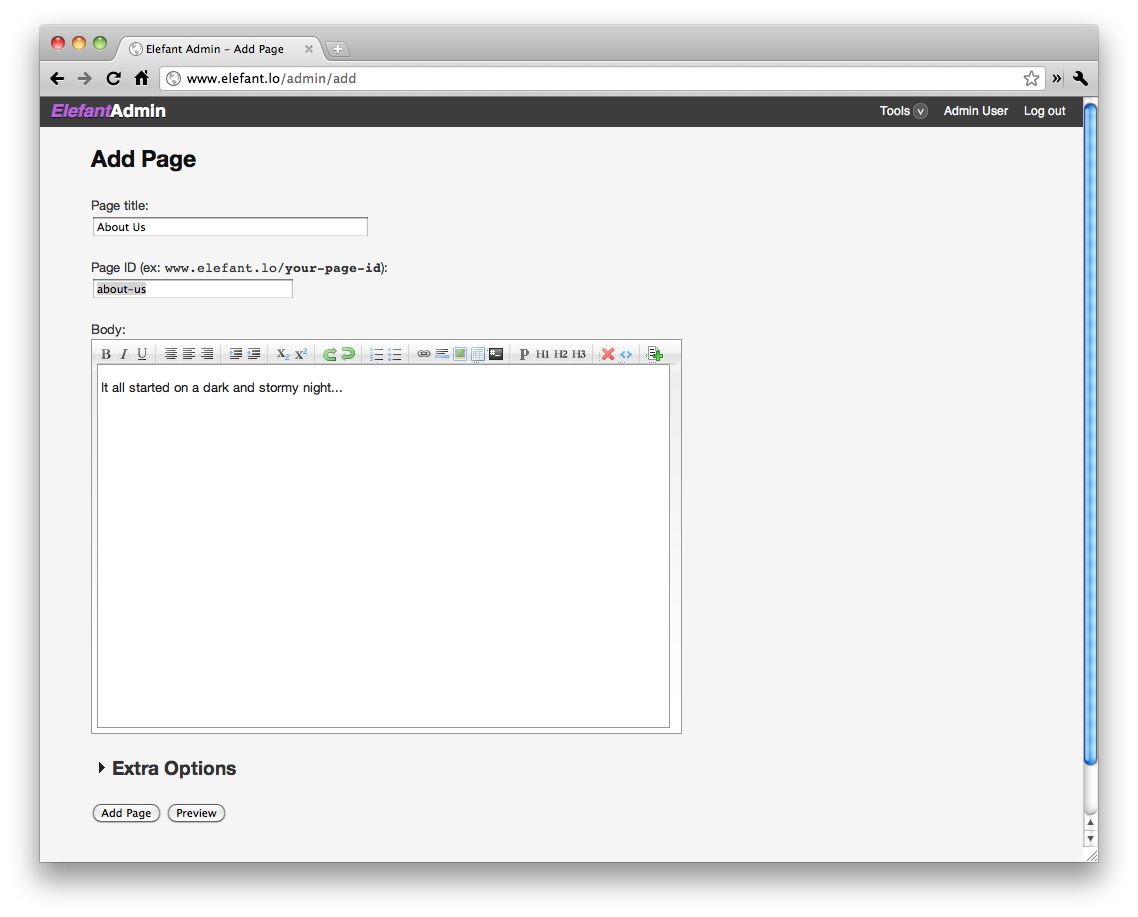 Elefant Admin – Add Page
www.elefant.lo/admin/add
ElefantAdmin Tools v Admin User Log out
Add Page
Page title:
About Us
Page ID (ex: www.elefant.lo/your-page-id):
about-us
Body:
B I U X₂ X² P H1 H2 H3
It all started on a dark and stormy night...
Extra Options
Add Page Preview